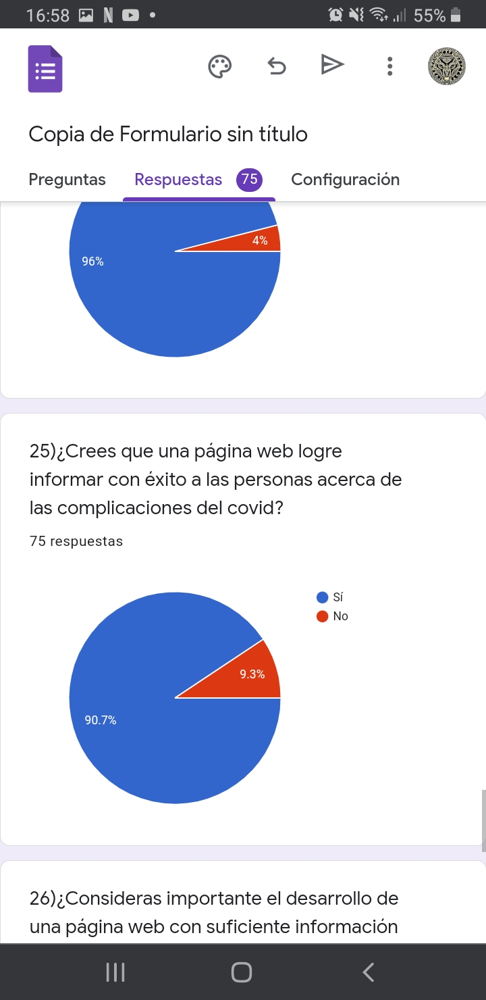 16:58
55%
Copia de Formulario sin título
Preguntas Respuestas 75 Configuración
4%
96%
25)¿Crees que una página web logre
informar con éxito a las personas acerca de
las complicaciones del covid?
75 respuestas
Sí
No
9.3%
90.7%
26)¿Consideras importante el desarrollo de
una página web con suficiente información